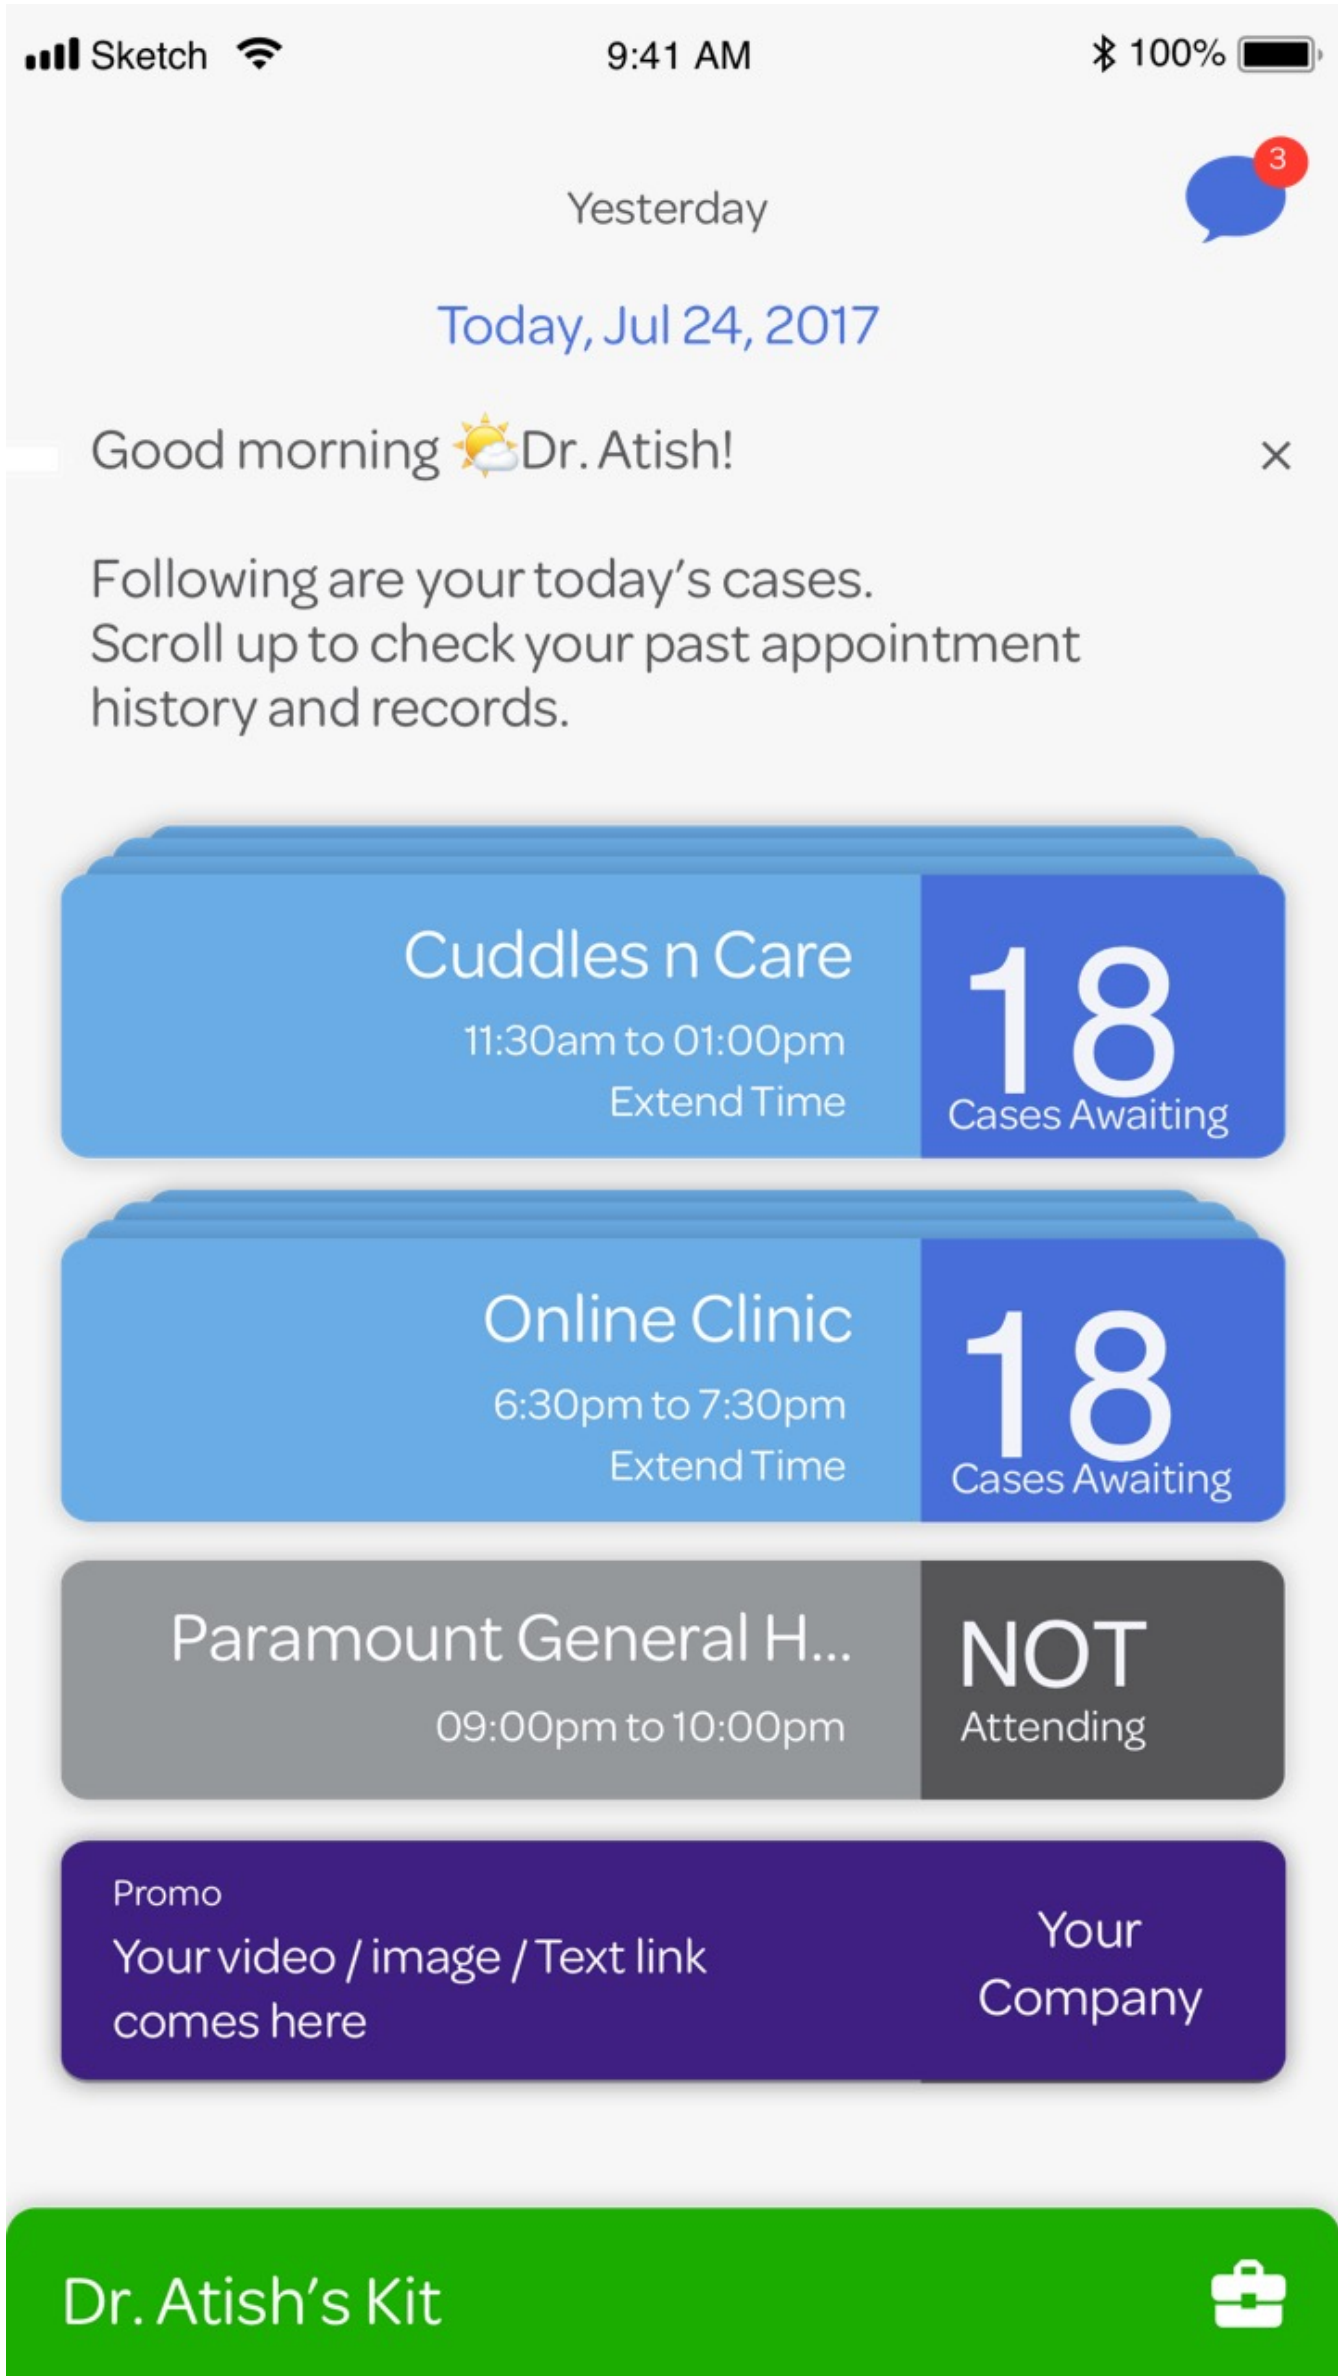 Sketch 9:41 AM 100%
3
Yesterday
Today, Jul 24, 2017
Good morning 🌤️Dr. Atish!
×
Following are your today's cases.
Scroll up to check your past appointment
history and records.
Cuddles n Care
11:30am to 01:00pm
Extend Time
18
Cases Awaiting
Online Clinic
6:30pm to 7:30pm
Extend Time
18
Cases Awaiting
Paramount General H...
09:00pm to 10:00pm
NOT
Attending
Promo
Your video / image / Text link
comes here
Your
Company
Dr. Atish's Kit